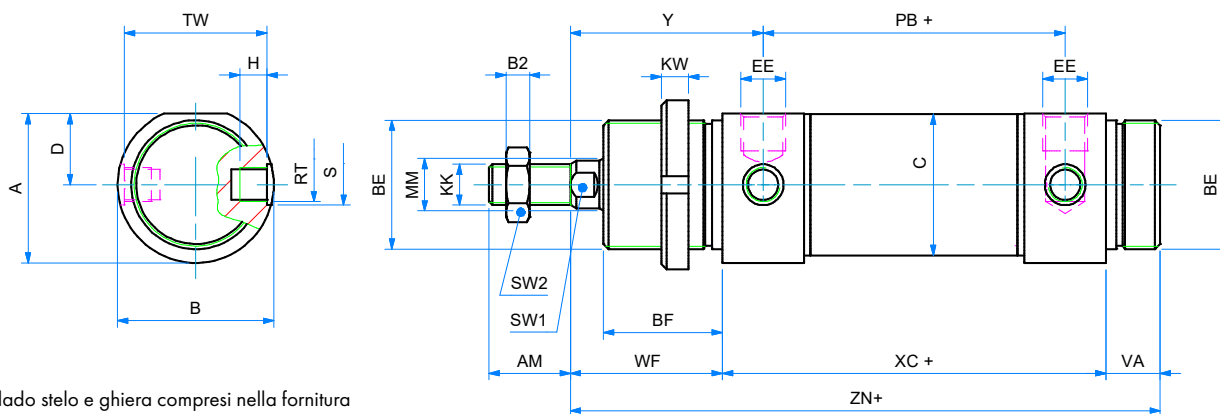 TW
H
D
A
RT
S
B
Y
PB +
B2
KW
EE
EE
BE
MM
KK
C
BE
SW2
SW1
BF
AM
WF
XC +
VA
ZN+
lado stelo e ghiera compresi nella fornitura